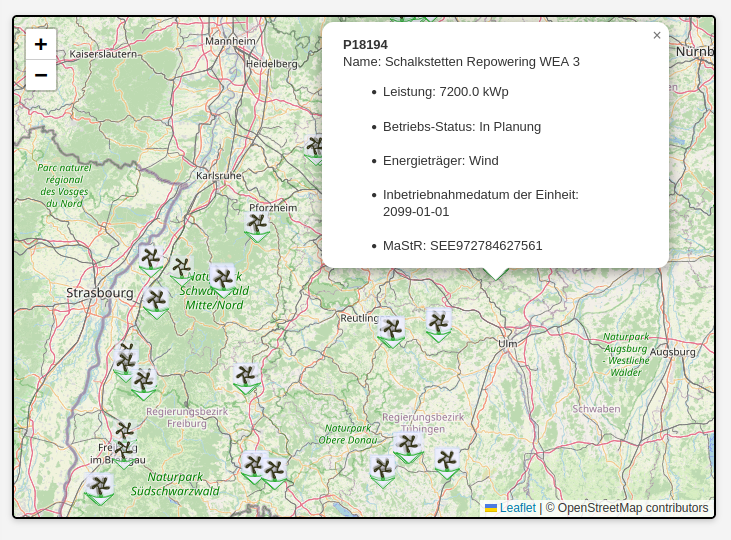 +
−
Mannheim
Kaiserslautern
Heidelberg
Nürnb
×
P18194
Name: Schalkstetten Repowering WEA 3
• Leistung: 7200.0 kWp
• Betriebs-Status: In Planung
• Energieträger: Wind
• Inbetriebnahmedatum der Einheit:
2099-01-01
• MaStR: SEE972784627561
Parc naturel
régional
des Vosges
du Nord
Karlsruhe
Pforzheim
Strasbourg
Schwarzwald
Mitte/Nord
Reutling
Ulm
Naturpark
Augsburg
- Westliche
Wälder
Augsburg
Regierungsbezirk
Freiburg
Regierungsbezirk
Tübingen
Schwaben
Naturpark
Obere Donau
im Breisgau
Naturpark
Südschwarzwald
Leaflet | © OpenStreetMap contributors